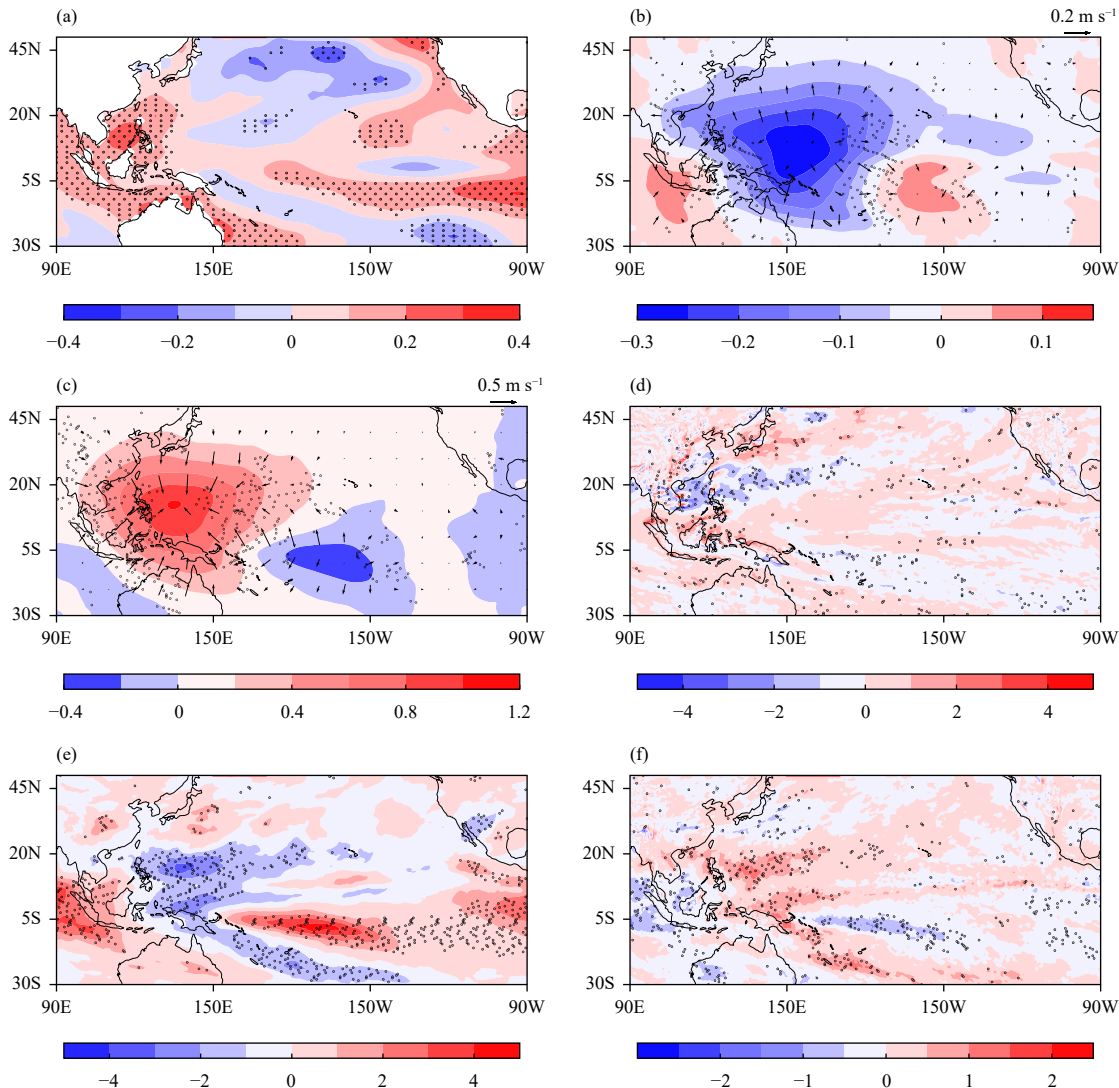 (a)
(b)
0.2 m s⁻¹
45N
20N
5S
30S
90E 150E 150W 90W
−0.4 −0.2 0 0.2 0.4
45N
20N
5S
30S
90E 150E 150W 90W
−0.3 −0.2 −0.1 0 0.1
(c)
0.5 m s⁻¹
(d)
45N
20N
5S
30S
90E 150E 150W 90W
−0.4 0 0.4 0.8 1.2
45N
20N
5S
30S
90E 150E 150W 90W
−4 −2 0 2 4
(e)
(f)
45N
20N
5S
30S
90E 150E 150W 90W
−4 −2 0 2 4
45N
20N
5S
30S
90E 150E 150W 90W
−2 −1 0 1 2